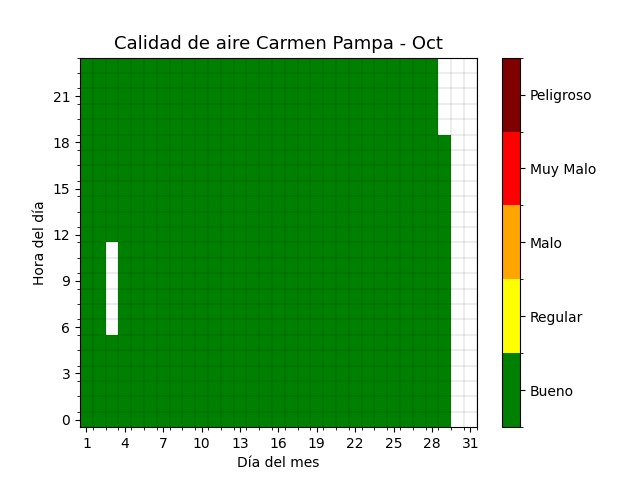 Calidad de aire Carmen Pampa - Oct
Hora del día
21
18
15
12
9
6
3
0
1 4 7 10 13 16 19 22 25 28 31
Día del mes
Peligroso
Muy Malo
Malo
Regular
Bueno